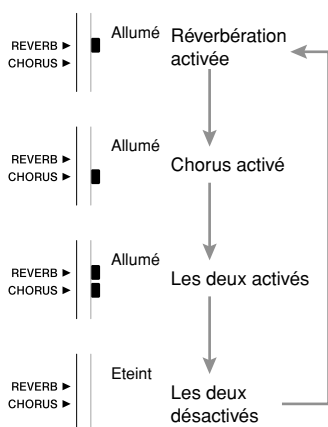 Allumé
REVERB ►
CHORUS ►
Réverbération
activée
Allumé
REVERB ►
CHORUS ►
Chorus activé
Allumé
REVERB ►
CHORUS ►
Les deux activés
Eteint
REVERB ►
CHORUS ►
Les deux
désactivés